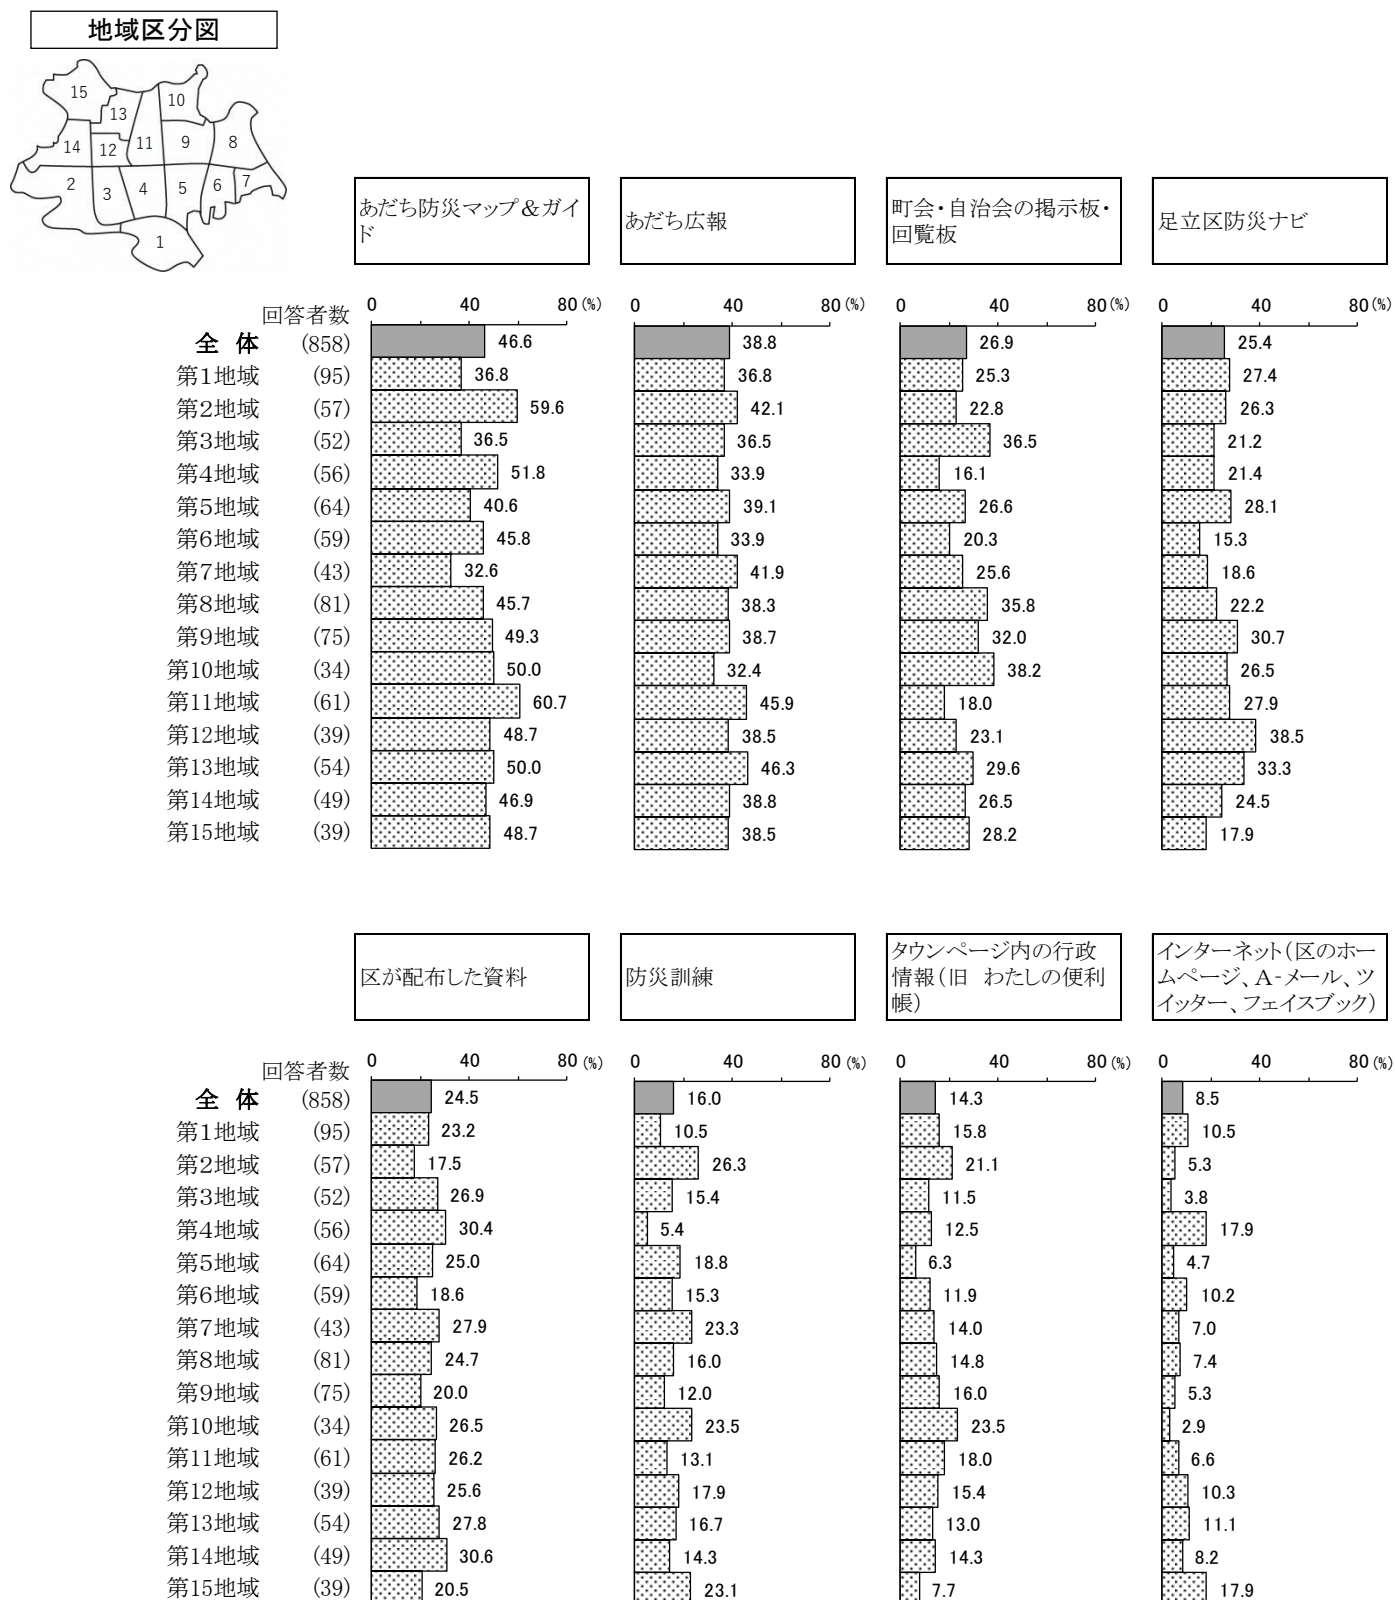 地域区分図
15
13
10
14
12
11
9
8
2
3
4
5
6
7
1
あだち防災マップ&ガイ
ド
あだち広報
町会・自治会の掲示板・
回覧板
足立区防災ナビ
回答者数
0 40 80(%) 0 40 80(%) 0 40 80(%) 0 40 80(%)
全 体 (858) 46.6 38.8 26.9 25.4
第1地域 (95) 36.8 36.8 25.3 27.4
第2地域 (57) 59.6 42.1 22.8 26.3
第3地域 (52) 36.5 36.5 36.5 21.2
第4地域 (56) 51.8 33.9 16.1 21.4
第5地域 (64) 40.6 39.1 26.6 28.1
第6地域 (59) 45.8 33.9 20.3 15.3
第7地域 (43) 32.6 41.9 25.6 18.6
第8地域 (81) 45.7 38.3 35.8 22.2
第9地域 (75) 49.3 38.7 32.0 30.7
第10地域 (34) 50.0 32.4 38.2 26.5
第11地域 (61) 60.7 45.9 18.0 27.9
第12地域 (39) 48.7 38.5 23.1 38.5
第13地域 (54) 50.0 46.3 29.6 33.3
第14地域 (49) 46.9 38.8 26.5 24.5
第15地域 (39) 48.7 38.5 28.2 17.9
区が配布した資料
防災訓練
タウンページ内の行政
情報(旧 わたしの便利
帳)
インターネット(区のホー
ムページ、A-メール、ツ
イッター、フェイスブック)
回答者数
0 40 80(%) 0 40 80(%) 0 40 80(%) 0 40 80(%)
全 体 (858) 24.5 16.0 14.3 8.5
第1地域 (95) 23.2 10.5 15.8 10.5
第2地域 (57) 17.5 26.3 21.1 5.3
第3地域 (52) 26.9 15.4 11.5 3.8
第4地域 (56) 30.4 5.4 12.5 17.9
第5地域 (64) 25.0 18.8 6.3 4.7
第6地域 (59) 18.6 15.3 11.9 10.2
第7地域 (43) 27.9 23.3 14.0 7.0
第8地域 (81) 24.7 16.0 14.8 7.4
第9地域 (75) 20.0 12.0 16.0 5.3
第10地域 (34) 26.5 23.5 23.5 2.9
第11地域 (61) 26.2 13.1 18.0 6.6
第12地域 (39) 25.6 17.9 15.4 10.3
第13地域 (54) 27.8 16.7 13.0 11.1
第14地域 (49) 30.6 14.3 14.3 8.2
第15地域 (39) 20.5 23.1 7.7 17.9